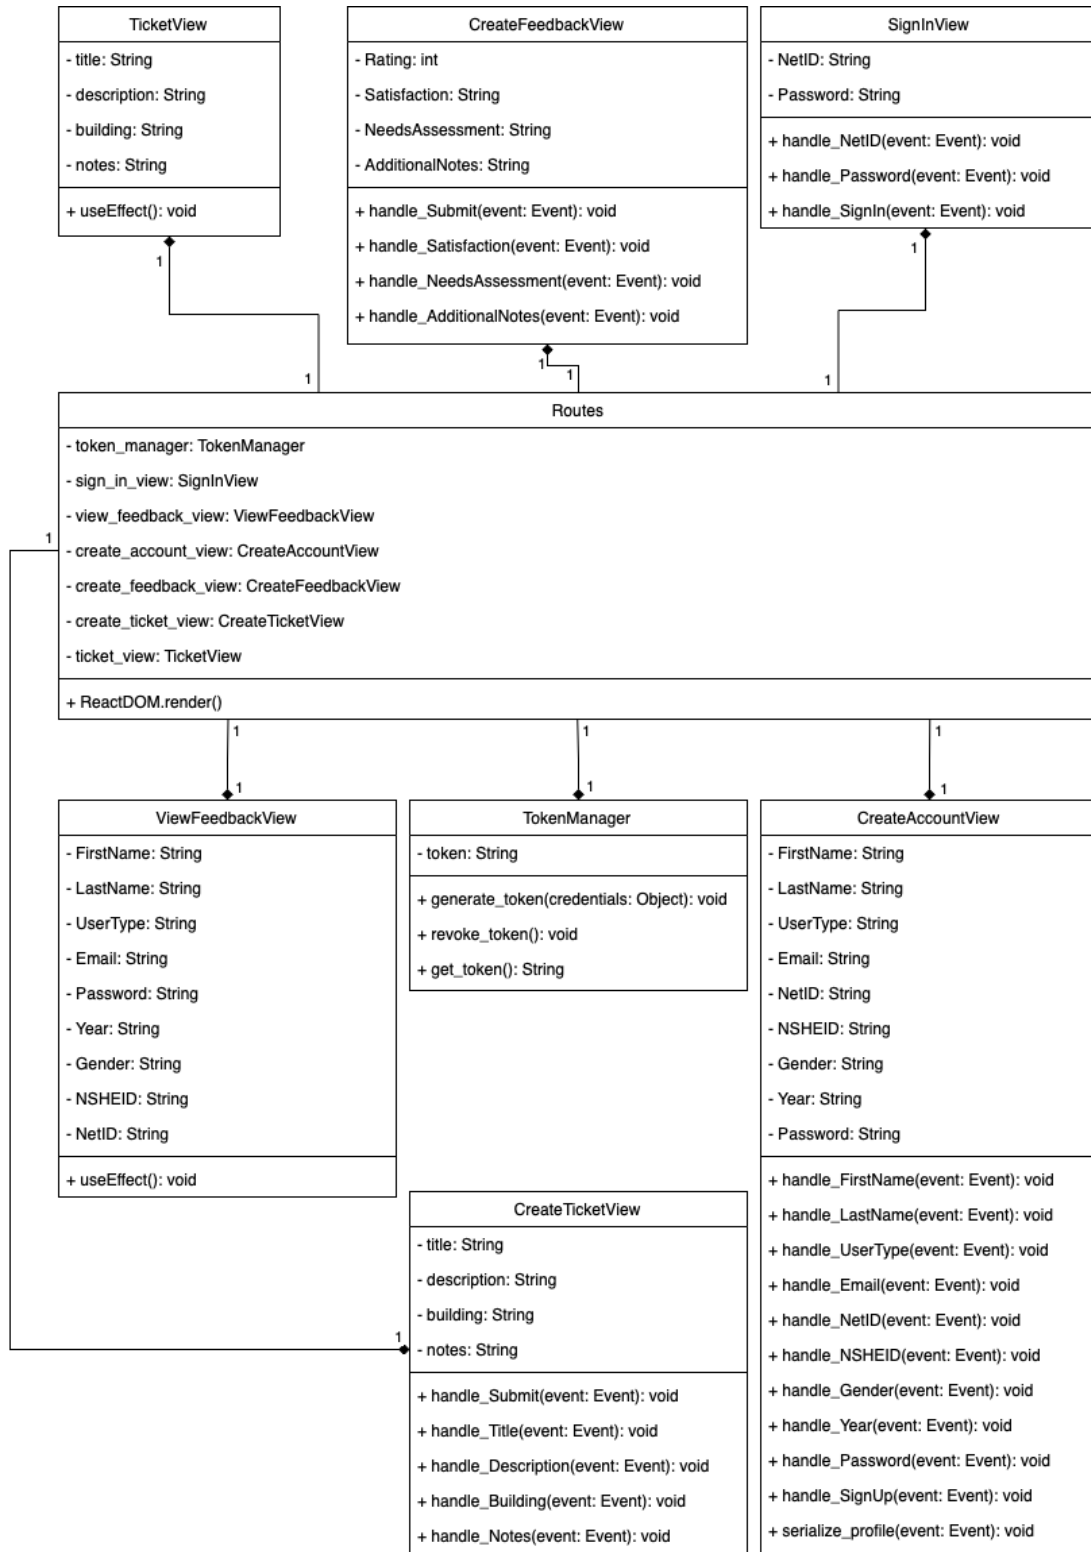 TicketView
- title: String
- description: String
- building: String
- notes: String
+ useEffect(): void
1
1
CreateFeedbackView
- Rating: int
- Satisfaction: String
- NeedsAssessment: String
- AdditionalNotes: String
+ handle_Submit(event: Event): void
+ handle_Satisfaction(event: Event): void
+ handle_NeedsAssessment(event: Event): void
+ handle_AdditionalNotes(event: Event): void
1
1
SignInView
- NetID: String
- Password: String
+ handle_NetID(event: Event): void
+ handle_Password(event: Event): void
+ handle_SignIn(event: Event): void
1
1
Routes
- token_manager: TokenManager
- sign_in_view: SignInView
- view_feedback_view: ViewFeedbackView
- create_account_view: CreateAccountView
- create_feedback_view: CreateFeedbackView
- create_ticket_view: CreateTicketView
- ticket_view: TicketView
+ ReactDOM.render()
1
1
1
1
1
1
1
ViewFeedbackView
- FirstName: String
- LastName: String
- UserType: String
- Email: String
- Password: String
- Year: String
- Gender: String
- NSHEID: String
- NetID: String
+ useEffect(): void
TokenManager
- token: String
+ generate_token(credentials: Object): void
+ revoke_token(): void
+ get_token(): String
CreateAccountView
- FirstName: String
- LastName: String
- UserType: String
- Email: String
- NetID: String
- NSHEID: String
- Gender: String
- Year: String
- Password: String
+ handle_FirstName(event: Event): void
+ handle_LastName(event: Event): void
+ handle_UserType(event: Event): void
+ handle_Email(event: Event): void
+ handle_NetID(event: Event): void
+ handle_NSHEID(event: Event): void
+ handle_Gender(event: Event): void
+ handle_Year(event: Event): void
+ handle_Password(event: Event): void
+ handle_SignUp(event: Event): void
+ serialize_profile(event: Event): void
1
CreateTicketView
- title: String
- description: String
- building: String
- notes: String
+ handle_Submit(event: Event): void
+ handle_Title(event: Event): void
+ handle_Description(event: Event): void
+ handle_Building(event: Event): void
+ handle_Notes(event: Event): void